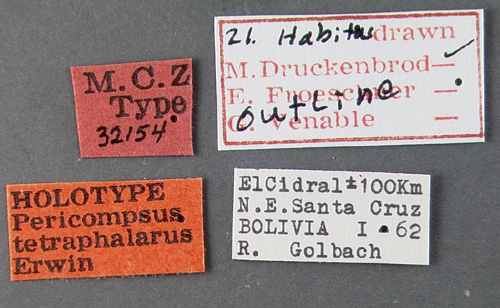 M.C.Z
Type
32154
21. Habitus drawn
M. Druckenbrod —
E. Froeschner —
outline
G. Venable —
HOLOTYPE
Pericompsus
tetraphalarus
Erwin
ElCidral±100Km
N.E.Santa Cruz
BOLIVIA I 62
R. Golbach